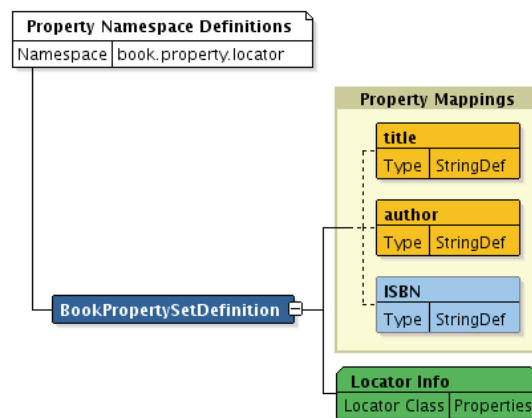 Property Namespace Definitions
Namespace book.property.locator
Property Mappings
title
Type StringDef
author
Type StringDef
ISBN
Type StringDef
BookPropertySetDefinition
Locator Info
Locator Class Properties